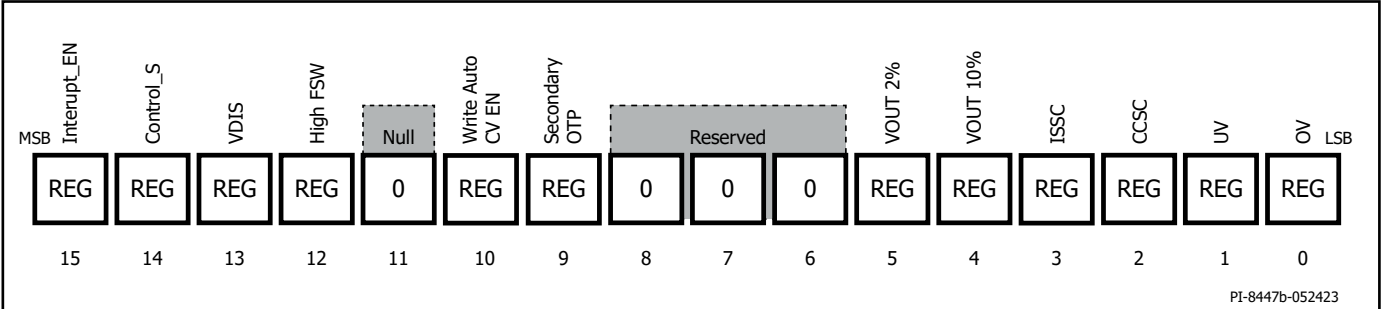 MSB
Interupt_EN
Control_S
VDIS
High FSW
Null
Write Auto
CV EN
Secondary
OTP
Reserved
VOUT 2%
VOUT 10%
ISSC
CCSC
UV
OV
LSB
REG REG REG REG 0 REG REG 0 0 0 REG REG REG REG REG REG
15 14 13 12 11 10 9 8 7 6 5 4 3 2 1 0
PI-8447b-052423